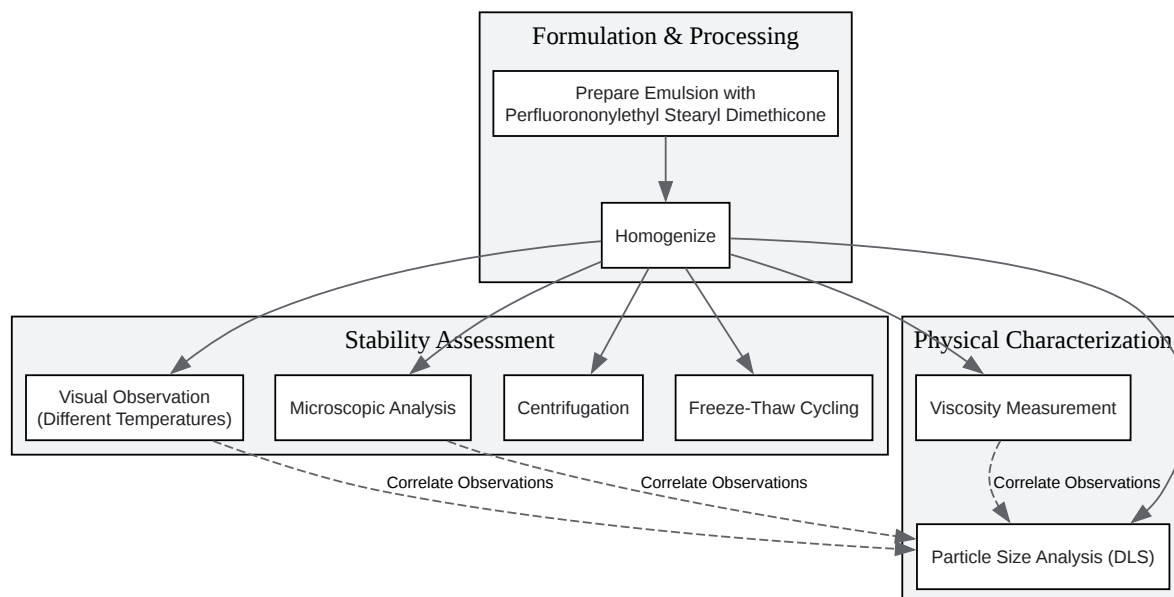 Formulation & Processing
Prepare Emulsion with
Perfluorononylethyl Stearyl Dimethicone
Homogenize
Stability Assessment
Physical Characterization
Visual Observation
(Different Temperatures)
Microscopic Analysis
Centrifugation
Freeze-Thaw Cycling
Viscosity Measurement
Correlate Observations
Correlate Observations
Correlate Observations
Particle Size Analysis (DLS)